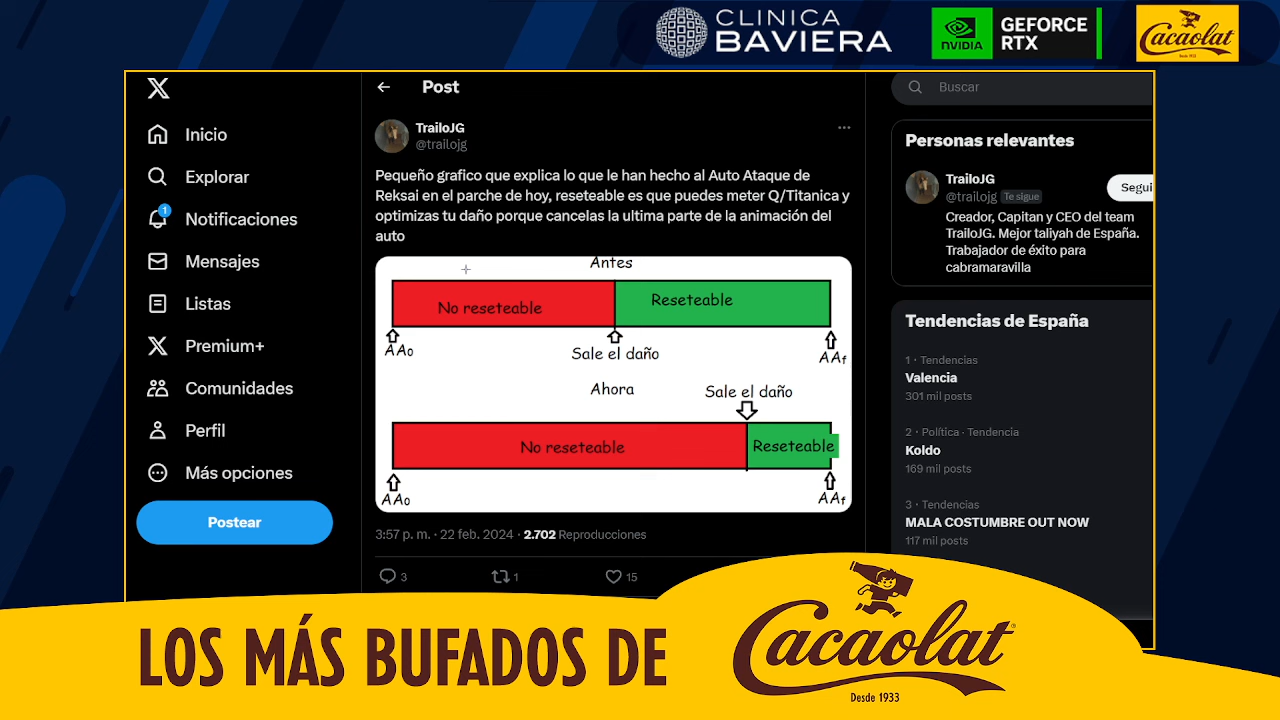 CLINICA
BAVIERA
NVIDIA
GEFORCE
RTX
Cacaolat
Desde 1933
Post
Buscar
Inicio
Explorar
1
Notificaciones
Mensajes
Listas
Premium+
Comunidades
Perfil
Más opciones
Postear
TrailoJG
@trailojg
Pequeño grafico que explica lo que le han hecho al Auto Ataque de
Reksai en el parche de hoy, reseteable es que puedes meter Q/Titanica y
optimizas tu daño porque cancelas la ultima parte de la animación del
auto
Antes
No reseteable
Reseteable
AA₀
Sale el daño
AAf
Ahora
Sale el daño
No reseteable
Reseteable
AA₀
AAf
3:57 p. m. · 22 feb. 2024 · 2.702 Reproducciones
3
1
15
Personas relevantes
TrailoJG
@trailojg Te sigue
Segui
Creador, Capitan y CEO del team
TrailoJG. Mejor taliyah de España.
Trabajador de éxito para
cabramaravilla
Tendencias de España
1 · Tendencias
Valencia
301 mil posts
2 · Política · Tendencia
Koldo
169 mil posts
3 · Tendencias
MALA COSTUMBRE OUT NOW
117 mil posts
LOS MÁS BUFADOS DE
Cacaolat®
Desde 1933